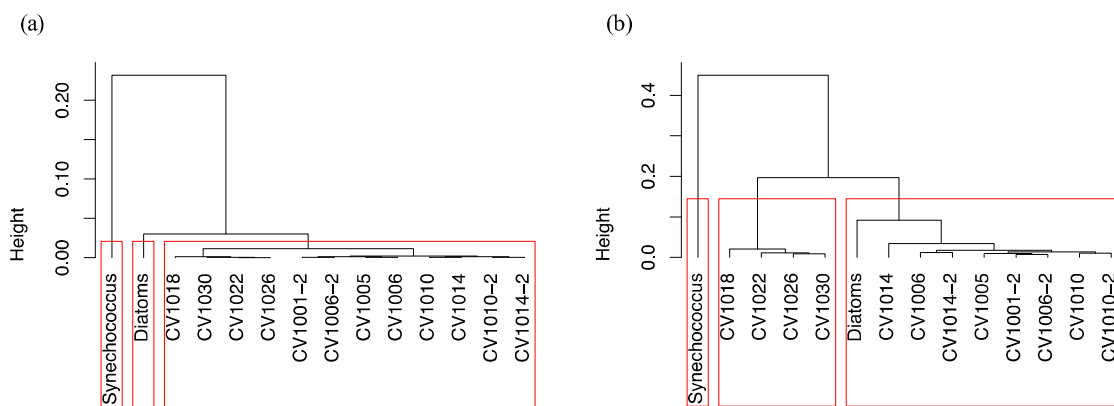 (a)
Height
0.00
0.10
0.20
Synechococcus
Diatoms
CV1018
CV1030
CV1022
CV1026
CV1001−2
CV1006−2
CV1005
CV1006
CV1010
CV1014
CV1010−2
CV1014−2
(b)
Height
0.0
0.2
0.4
Synechococcus
CV1018
CV1022
CV1026
CV1030
Diatoms
CV1014
CV1006
CV1014−2
CV1005
CV1001−2
CV1006−2
CV1010
CV1010−2